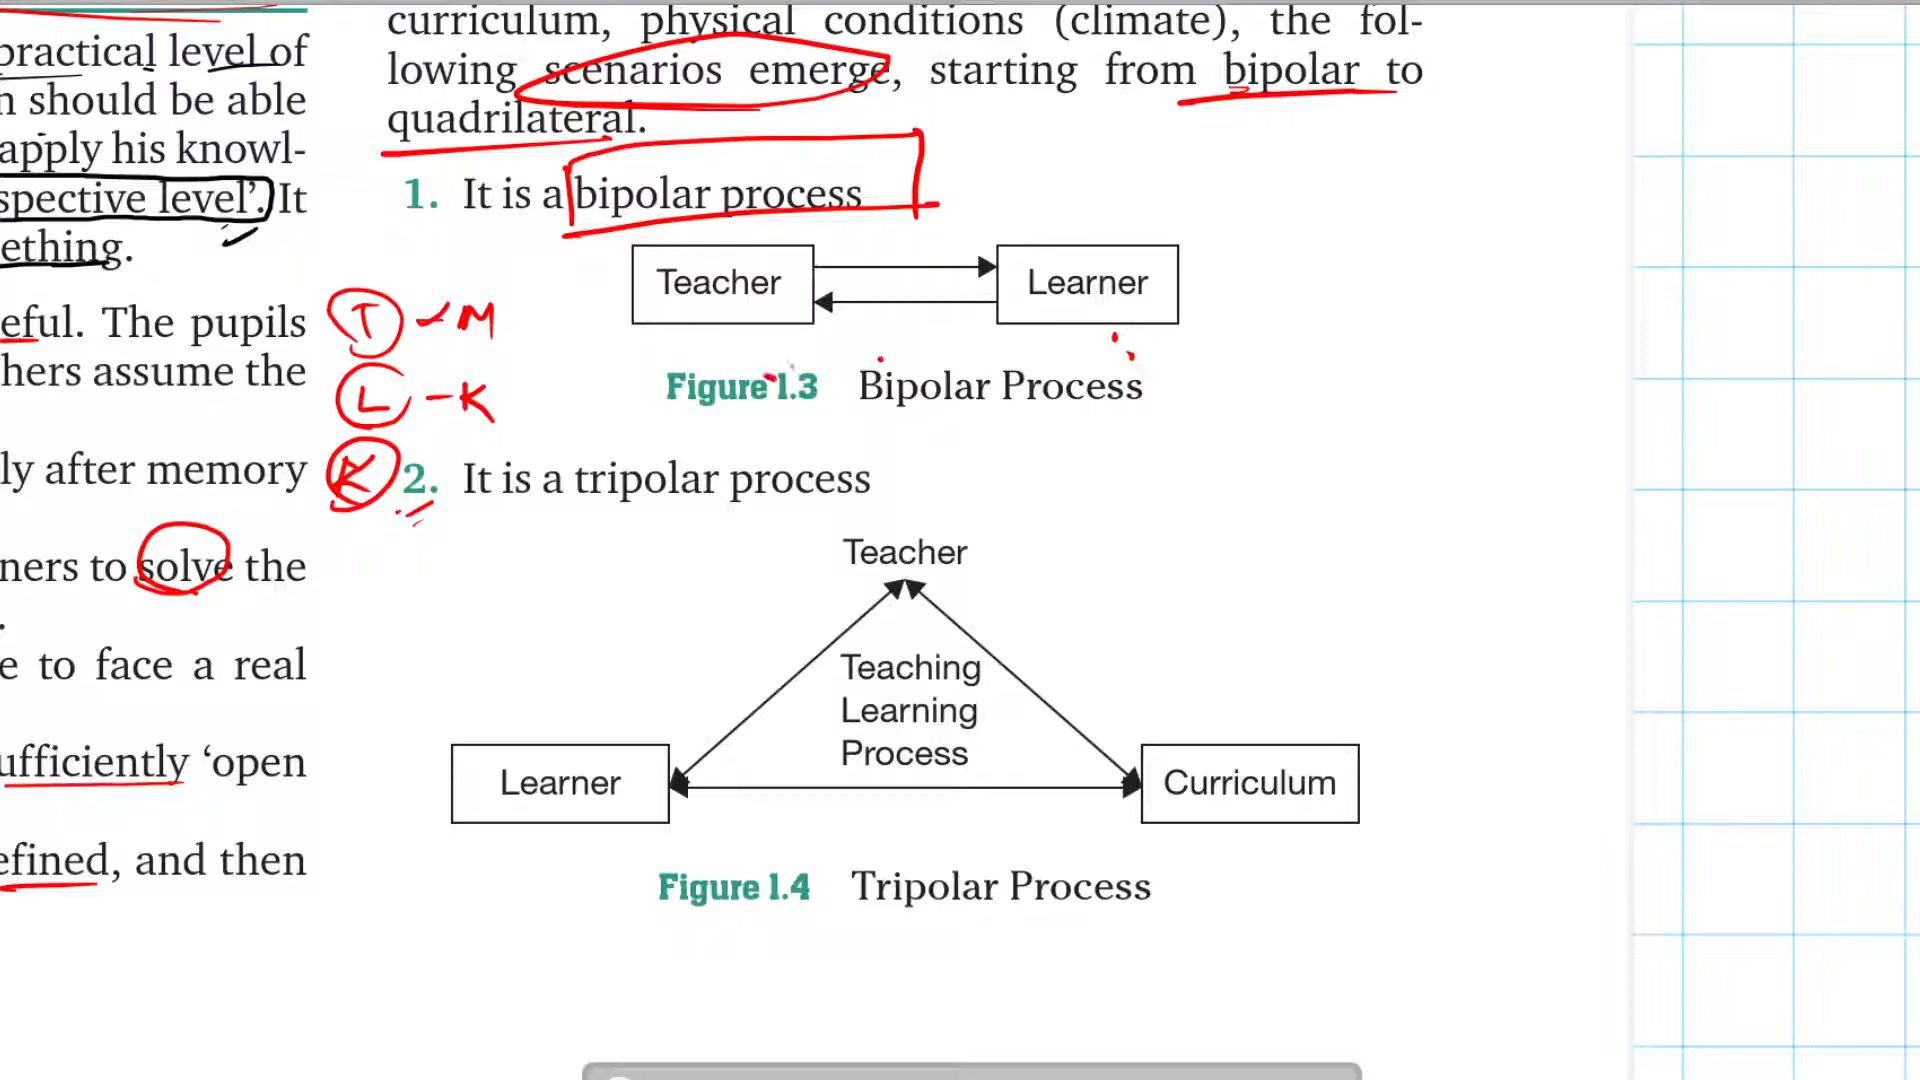 practical level of
n should be able
apply his knowl-
spective level’. It
ething.
eful. The pupils
hers assume the
ly after memory
ners to solve the
.
e to face a real
ufficiently ‘open
efined, and then
T - M
L - K
K
curriculum, physical conditions (climate), the fol-
lowing scenarios emerge, starting from bipolar to
quadrilateral.
1. It is a bipolar process
Teacher
Learner
Figure 1.3 Bipolar Process
2. It is a tripolar process
Teacher
Teaching
Learning
Process
Learner
Curriculum
Figure 1.4 Tripolar Process